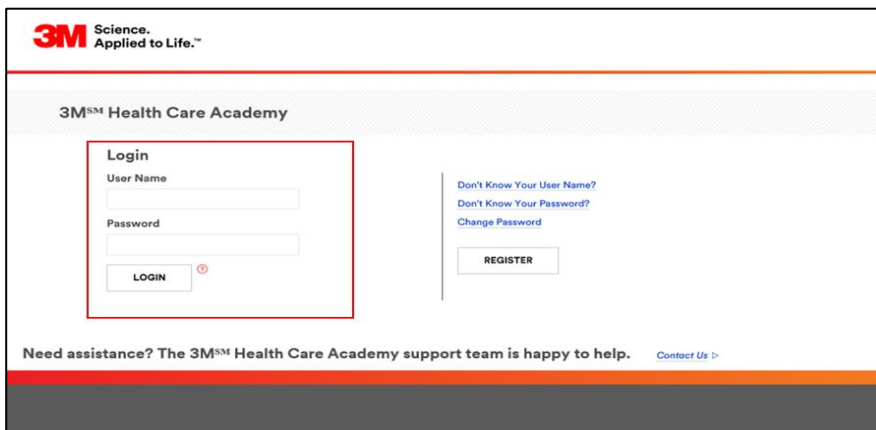 3M Science.
Applied to Life.™
3M℠ Health Care Academy
Login
User Name
Password
LOGIN
?
Don't Know Your User Name?
Don't Know Your Password?
Change Password
REGISTER
Need assistance? The 3M℠ Health Care Academy support team is happy to help. Contact Us ▷